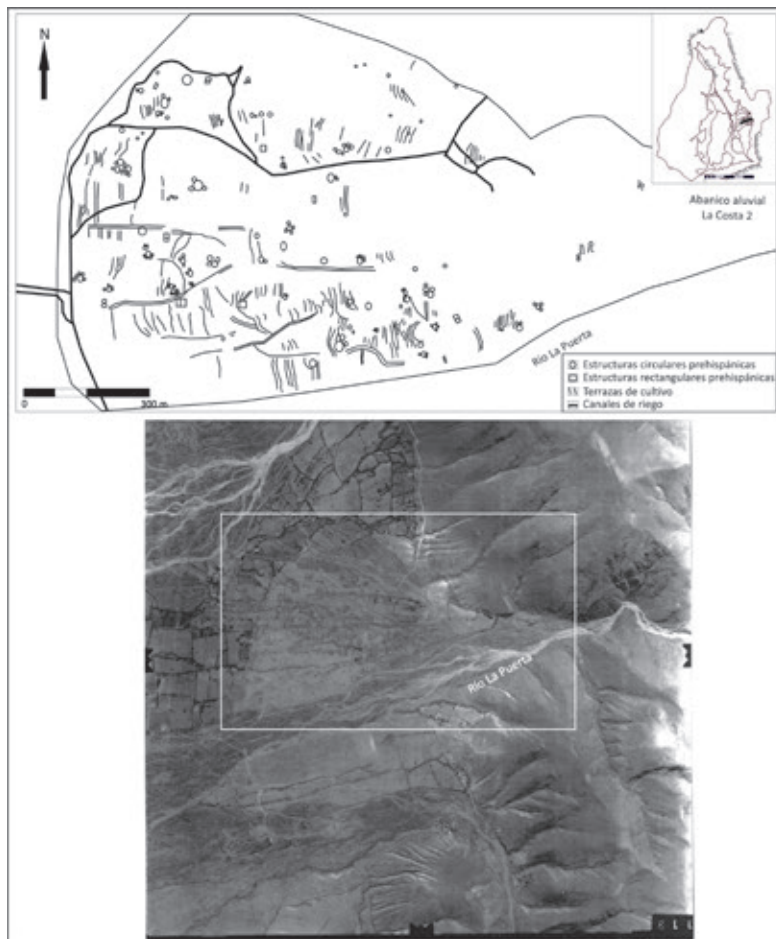 N
Abanico aluvial
La Costa 2
Río La Puerta
Estructuras circulares prehispánicas
Estructuras rectangulares prehispánicas
Terrazas de cultivo
Canales de riego
0
300 m
Río La Puerta